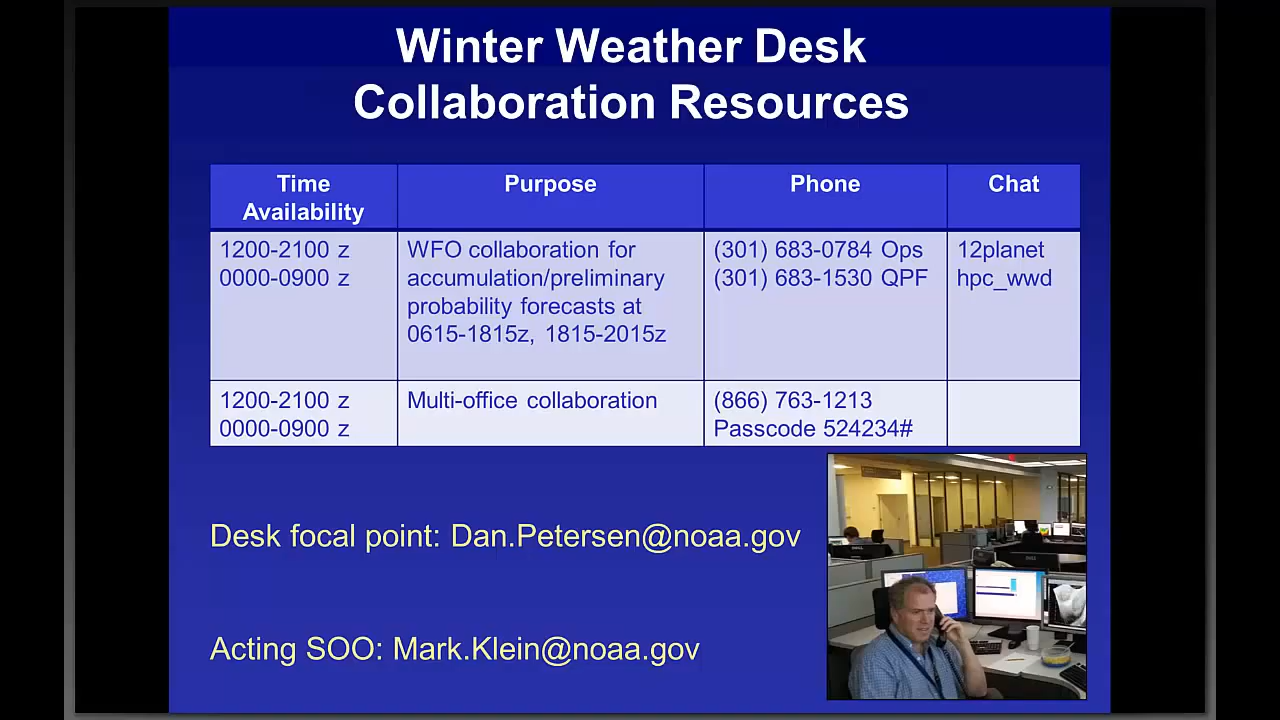 Winter Weather Desk
Collaboration Resources
Time
Availability
Purpose
Phone
Chat
1200-2100 z
0000-0900 z
WFO collaboration for
accumulation/preliminary
probability forecasts at
0615-1815z, 1815-2015z
(301) 683-0784 Ops
(301) 683-1530 QPF
12planet
hpc_wwd
1200-2100 z
0000-0900 z
Multi-office collaboration
(866) 763-1213
Passcode 524234#
Desk focal point: Dan.Petersen@noaa.gov
Acting SOO: Mark.Klein@noaa.gov